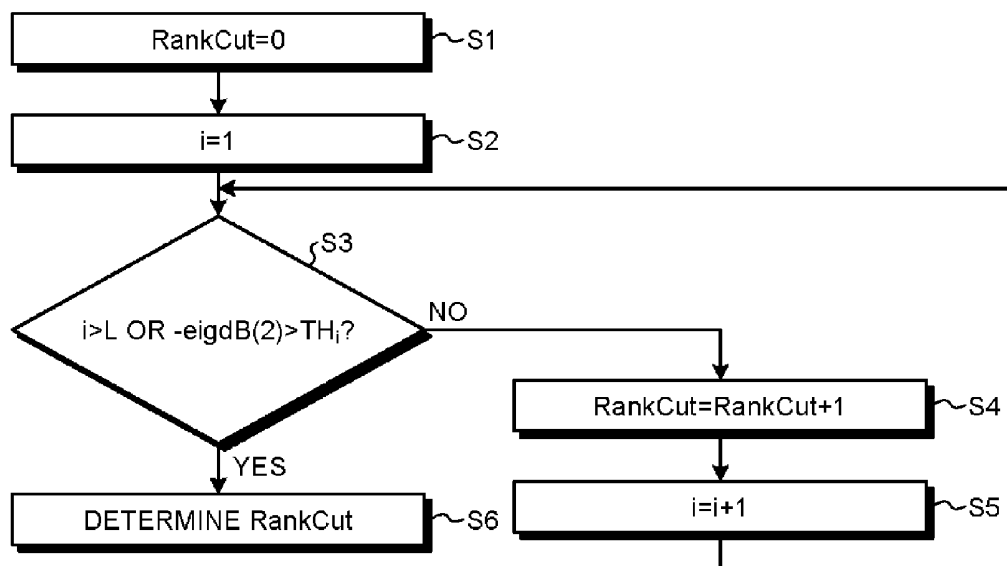 RankCut=0
S1
i=1
S2
S3
i>L OR -eigdB(2)>THi?
NO
RankCut=RankCut+1
S4
YES
i=i+1
S5
DETERMINE RankCut
S6